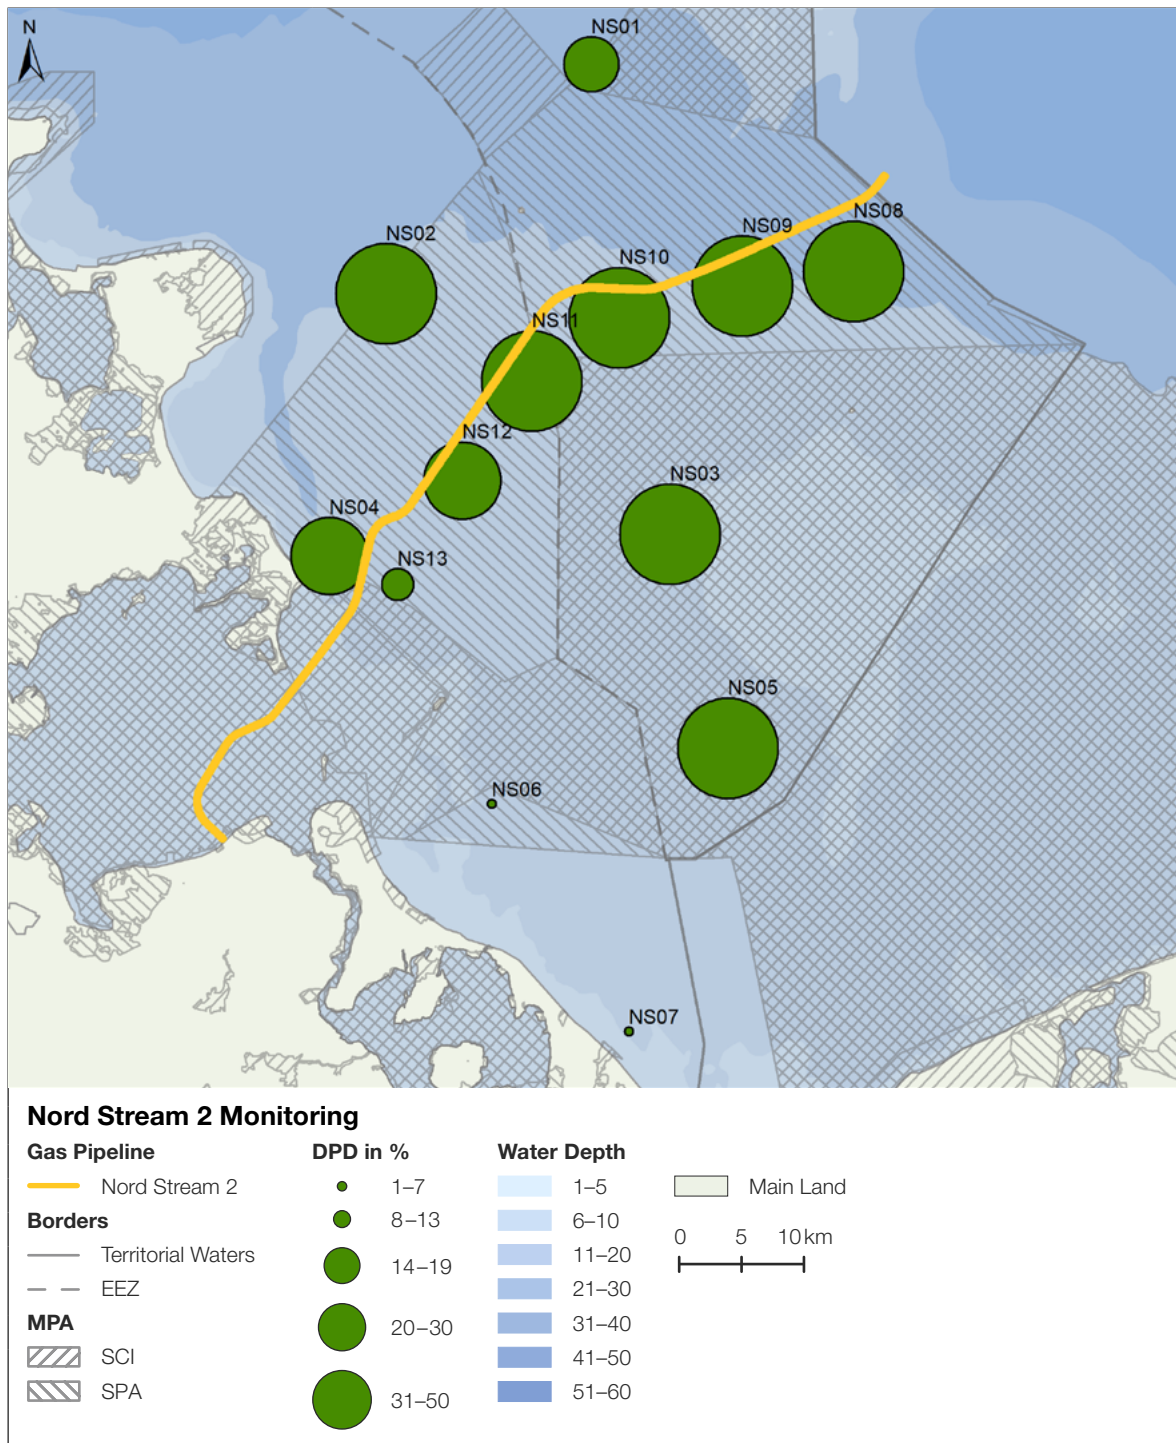 N
NS01
NS02
NS09
NS08
NS10
NS11
NS12
NS03
NS04
NS13
NS05
NS06
NS07
Nord Stream 2 Monitoring
Gas Pipeline
Nord Stream 2
Borders
Territorial Waters
EEZ
MPA
SCI
SPA
DPD in %
1–7
8–13
14–19
20–30
31–50
Water Depth
1–5
6–10
11–20
21–30
31–40
41–50
51–60
Main Land
0 5 10 km